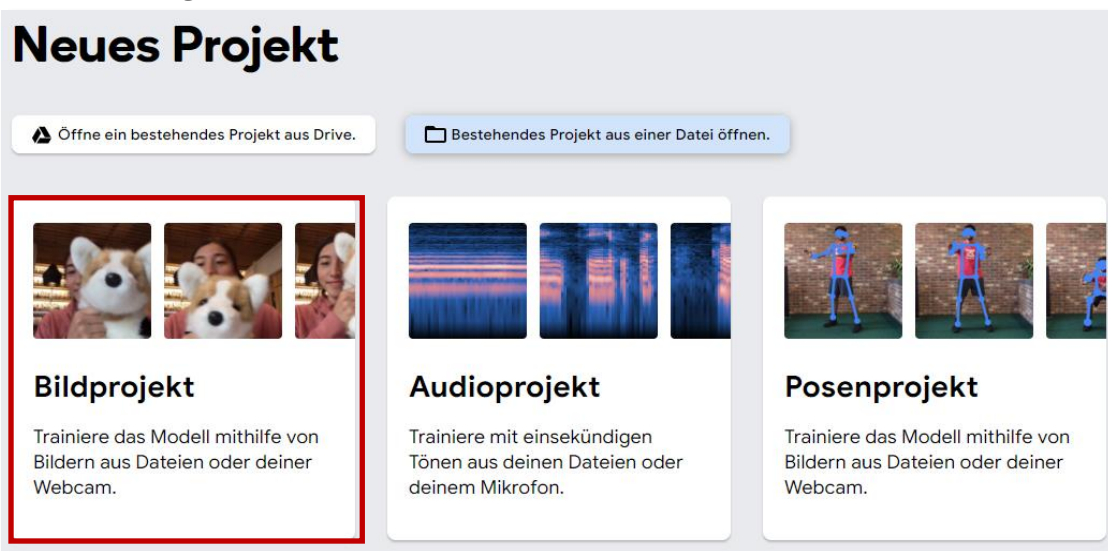 Neues Projekt
Öffne ein bestehendes Projekt aus Drive.
Bestehendes Projekt aus einer Datei öffnen.
Bildprojekt
Trainiere das Modell mithilfe von
Bildern aus Dateien oder deiner
Webcam.
Audioprojekt
Trainiere mit einsekündigen
Tönen aus deinen Dateien oder
deinem Mikrofon.
Posenprojekt
Trainiere das Modell mithilfe von
Bildern aus Dateien oder deiner
Webcam.